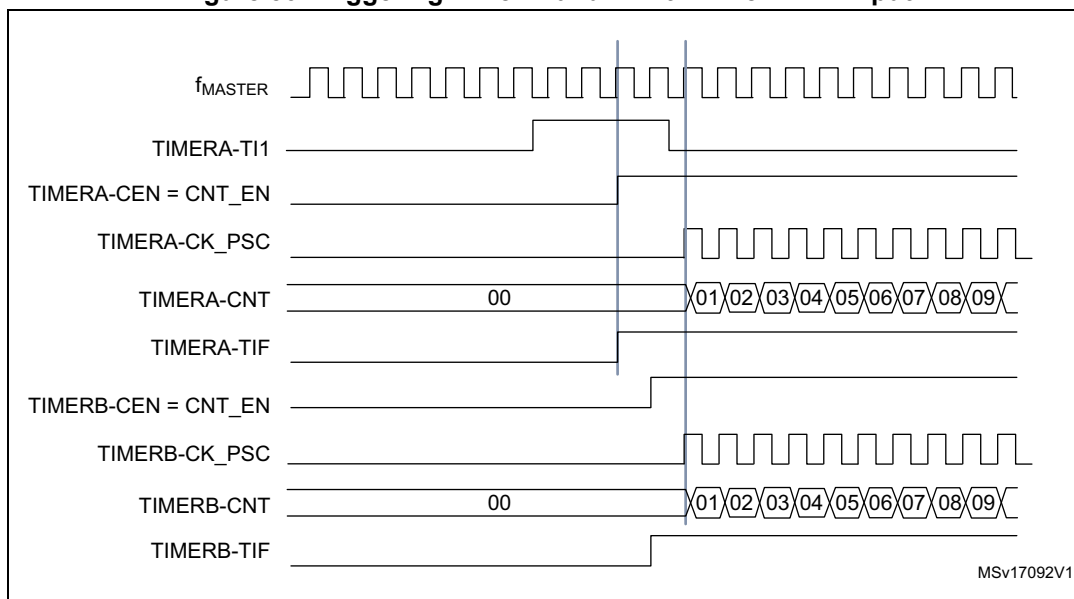 f MASTER
TIMERA-TI1
TIMERA-CEN = CNT_EN
TIMERA-CK_PSC
TIMERA-CNT 00 01 02 03 04 05 06 07 08 09
TIMERA-TIF
TIMERB-CEN = CNT_EN
TIMERB-CK_PSC
TIMERB-CNT 00 01 02 03 04 05 06 07 08 09
TIMERB-TIF
MSv17092V1